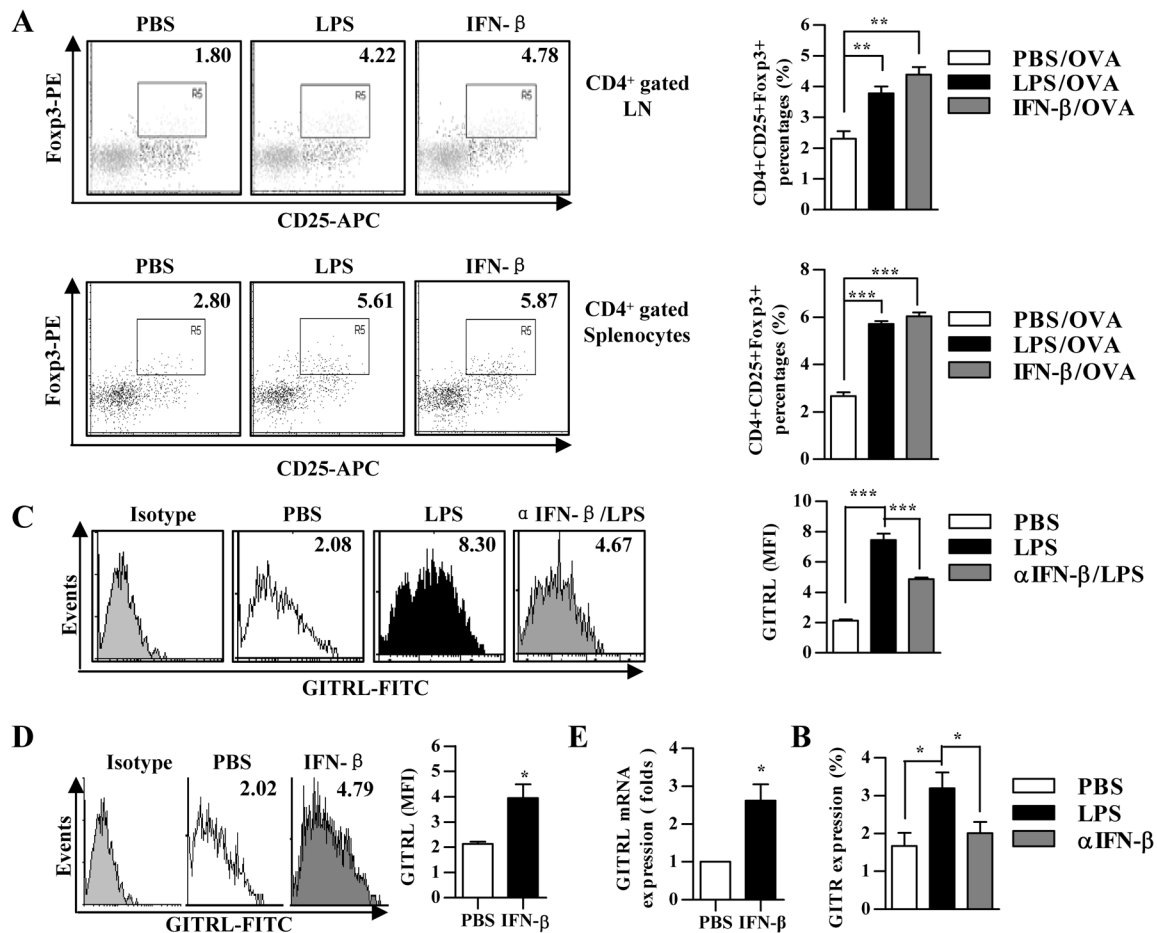 A
PBS
LPS
IFN-β
1.80
4.22
4.78
R5
R5
R5
Foxp3-PE
CD25-APC
CD4+ gated
LN
6
5
4
3
2
1
0
CD4+CD25+Foxp3+
percentages (%)
**
**
PBS/OVA
LPS/OVA
IFN-β/OVA
PBS
LPS
IFN-β
2.80
5.61
5.87
R5
R5
R5
Foxp3-PE
CD25-APC
CD4+ gated
Splenocytes
8
6
4
2
0
CD4+CD25+Foxp3+
percentages (%)
***
***
PBS/OVA
LPS/OVA
IFN-β/OVA
C
Isotype
PBS
LPS
α IFN-β/LPS
2.08
8.30
4.67
Events
GITRL-FITC
10
8
6
4
2
0
GITRL (MFI)
***
***
PBS
LPS
αIFN-β/LPS
D
Isotype
PBS
IFN-β
2.02
4.79
Events
GITRL-FITC
6
5
4
3
2
1
0
GITRL (MFI)
*
PBS IFN-β
E
4
3
2
1
0
GITRL mRNA
expression ( folds)
*
PBS IFN-β
B
4
3
2
1
0
GITR expression (%)
*
*
PBS
LPS
αIFN-β